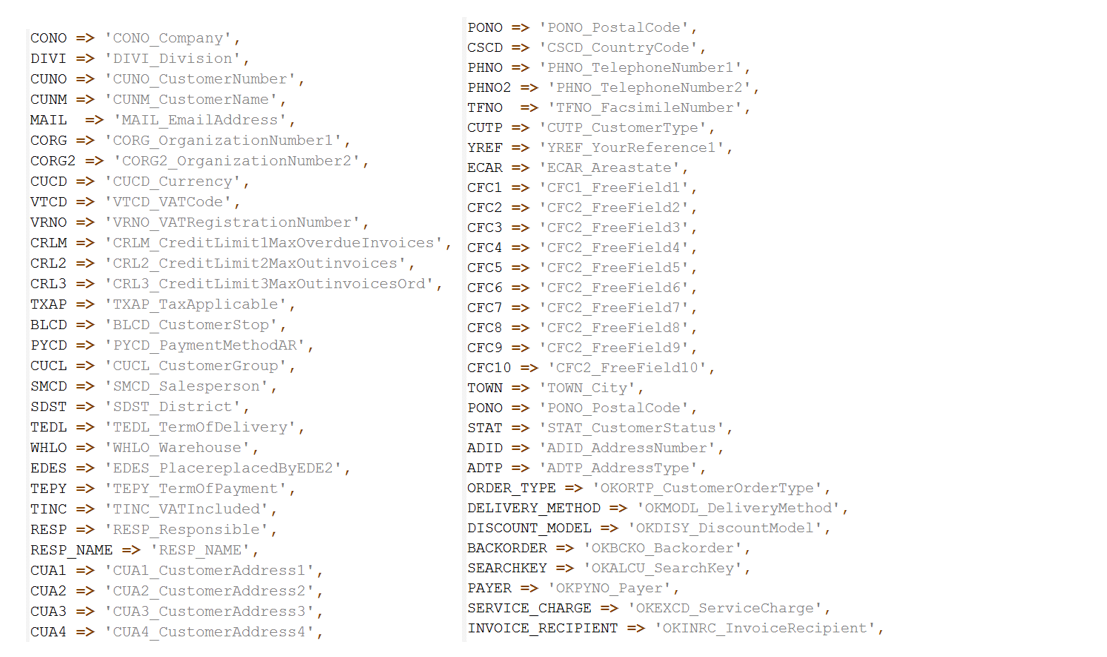 CONO => 'CONO_Company',
DIVI => 'DIVI_Division',
CUNO => 'CUNO_CustomerNumber',
CUNM => 'CUNM_CustomerName',
MAIL  => 'MAIL_EmailAddress',
CORG => 'CORG_OrganizationNumber1',
CORG2 => 'CORG2_OrganizationNumber2',
CUCD => 'CUCD_Currency',
VTCD => 'VTCD_VATCode',
VRNO => 'VRNO_VATRegistrationNumber',
CRLM => 'CRLM_CreditLimit1MaxOverdueInvoices',
CRL2 => 'CRL2_CreditLimit2MaxOutinvoices',
CRL3 => 'CRL3_CreditLimit3MaxOutinvoicesOrd',
TXAP => 'TXAP_TaxApplicable',
BLCD => 'BLCD_CustomerStop',
PYCD => 'PYCD_PaymentMethodAR',
CUCL => 'CUCL_CustomerGroup',
SMCD => 'SMCD_Salesperson',
SDST => 'SDST_District',
TEDL => 'TEDL_TermOfDelivery',
WHLO => 'WHLO_Warehouse',
EDES => 'EDES_PlacereplacedByEDE2',
TEPY => 'TEPY_TermOfPayment',
TINC => 'TINC_VATIncluded',
RESP => 'RESP_Responsible',
RESP_NAME => 'RESP_NAME',
CUA1 => 'CUA1_CustomerAddress1',
CUA2 => 'CUA2_CustomerAddress2',
CUA3 => 'CUA3_CustomerAddress3',
CUA4 => 'CUA4_CustomerAddress4',
PONO => 'PONO_PostalCode',
CSCD => 'CSCD_CountryCode',
PHNO => 'PHNO_TelephoneNumber1',
PHNO2 => 'PHNO_TelephoneNumber2',
TFNO  => 'TFNO_FacsimileNumber',
CUTP => 'CUTP_CustomerType',
YREF => 'YREF_YourReference1',
ECAR => 'ECAR_Areastate',
CFC1 => 'CFC1_FreeField1',
CFC2 => 'CFC2_FreeField2',
CFC3 => 'CFC2_FreeField3',
CFC4 => 'CFC2_FreeField4',
CFC5 => 'CFC2_FreeField5',
CFC6 => 'CFC2_FreeField6',
CFC7 => 'CFC2_FreeField7',
CFC8 => 'CFC2_FreeField8',
CFC9 => 'CFC2_FreeField9',
CFC10 => 'CFC2_FreeField10',
TOWN => 'TOWN_City',
PONO => 'PONO_PostalCode',
STAT => 'STAT_CustomerStatus',
ADID => 'ADID_AddressNumber',
ADTP => 'ADTP_AddressType',
ORDER_TYPE => 'OKORTP_CustomerOrderType',
DELIVERY_METHOD => 'OKMODL_DeliveryMethod',
DISCOUNT_MODEL => 'OKDISY_DiscountModel',
BACKORDER => 'OKBCKO_Backorder',
SEARCHKEY => 'OKALCU_SearchKey',
PAYER => 'OKPYNO_Payer',
SERVICE_CHARGE => 'OKEXCD_ServiceCharge',
INVOICE_RECIPIENT => 'OKINRC_InvoiceRecipient',